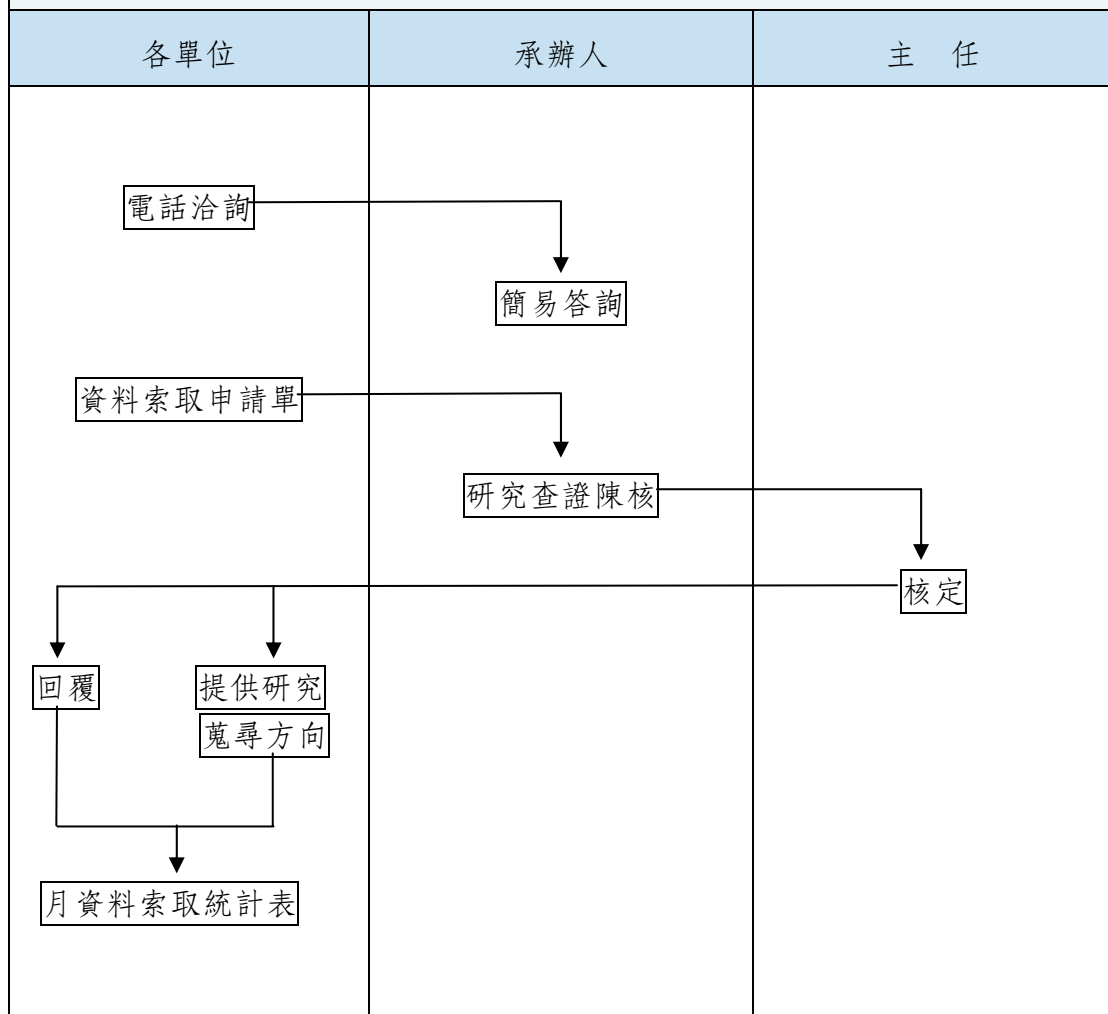 各單位
承辦人
主 任
電話洽詢
簡易答詢
資料索取申請單
研究查證陳核
核定
回覆
提供研究
蒐尋方向
月資料索取統計表